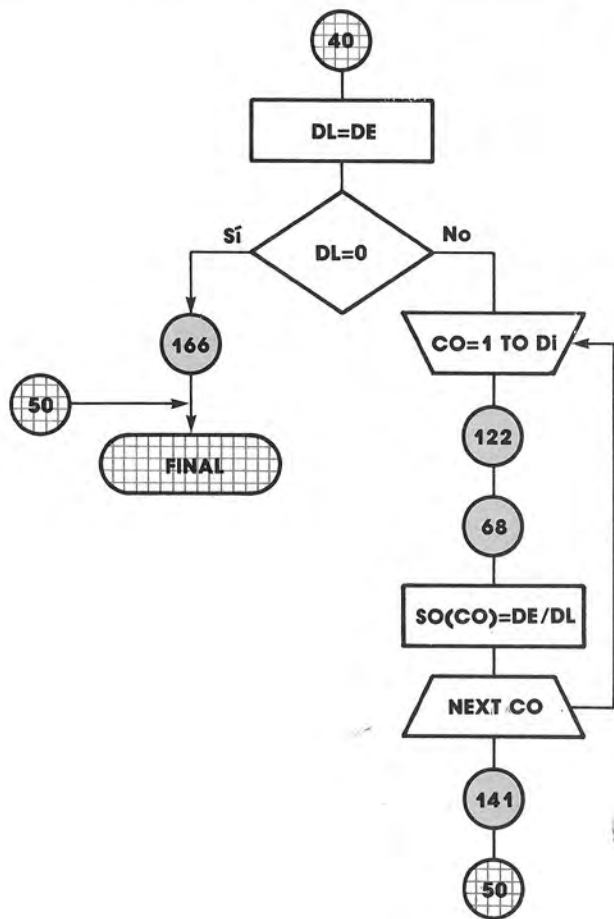 40
DL=DE
Sí
No
DL=0
166
CO=1 TO Di
50
122
FINAL
68
SO(CO)=DE/DL
NEXT CO
141
50